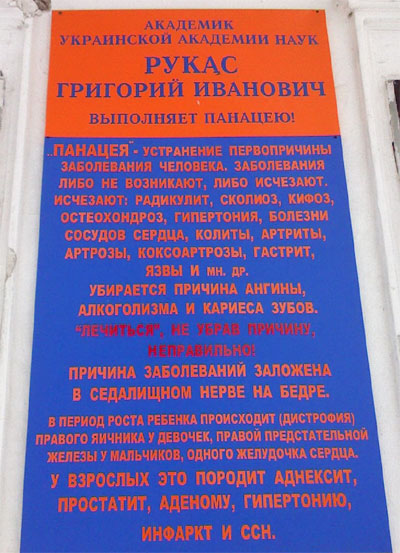 АКАДЕМИК
УКРАИНСКОЙ АКАДЕМИИ НАУК
РУКАС
ГРИГОРИЙ ИВАНОВИЧ
ВЫПОЛНЯЕТ ПАНАЦЕЮ!
„ПАНАЦЕЯ" - УСТРАНЕНИЕ ПЕРВОПРИЧИНЫ
ЗАБОЛЕВАНИЯ ЧЕЛОВЕКА. ЗАБОЛЕВАНИЯ
ЛИБО НЕ ВОЗНИКАЮТ, ЛИБО ИСЧЕЗАЮТ.
ИСЧЕЗАЮТ: РАДИКУЛИТ, СКОЛИОЗ, КИФОЗ,
ОСТЕОХОНДРОЗ, ГИПЕРТОНИЯ, БОЛЕЗНИ
СОСУДОВ СЕРДЦА, КОЛИТЫ, АРТРИТЫ,
АРТРОЗЫ, КОКСОАРТРОЗЫ, ГАСТРИТ,
ЯЗВЫ И МН. ДР.
УБИРАЕТСЯ ПРИЧИНА АНГИНЫ,
АЛКОГОЛИЗМА И КАРИЕСА ЗУБОВ.
"ЛЕЧИТЬСЯ", НЕ УБРАВ ПРИЧИНУ,
НЕПРАВИЛЬНО!
ПРИЧИНА ЗАБОЛЕВАНИЙ ЗАЛОЖЕНА
В СЕДАЛИЩНОМ НЕРВЕ НА БЕДРЕ.
В ПЕРИОД РОСТА РЕБЕНКА ПРОИСХОДИТ (ДИСТРОФИЯ)
ПРАВОГО ЯИЧНИКА У ДЕВОЧЕК, ПРАВОЙ ПРЕДСТАТЕЛЬНОЙ
ЖЕЛЕЗЫ У МАЛЬЧИКОВ, ОДНОГО ЖЕЛУДОЧКА СЕРДЦА.
У ВЗРОСЛЫХ ЭТО ПОРОДИТ АДНЕКСИТ,
ПРОСТАТИТ, АДЕНОМУ, ГИПЕРТОНИЮ,
ИНФАРКТ И ССН.